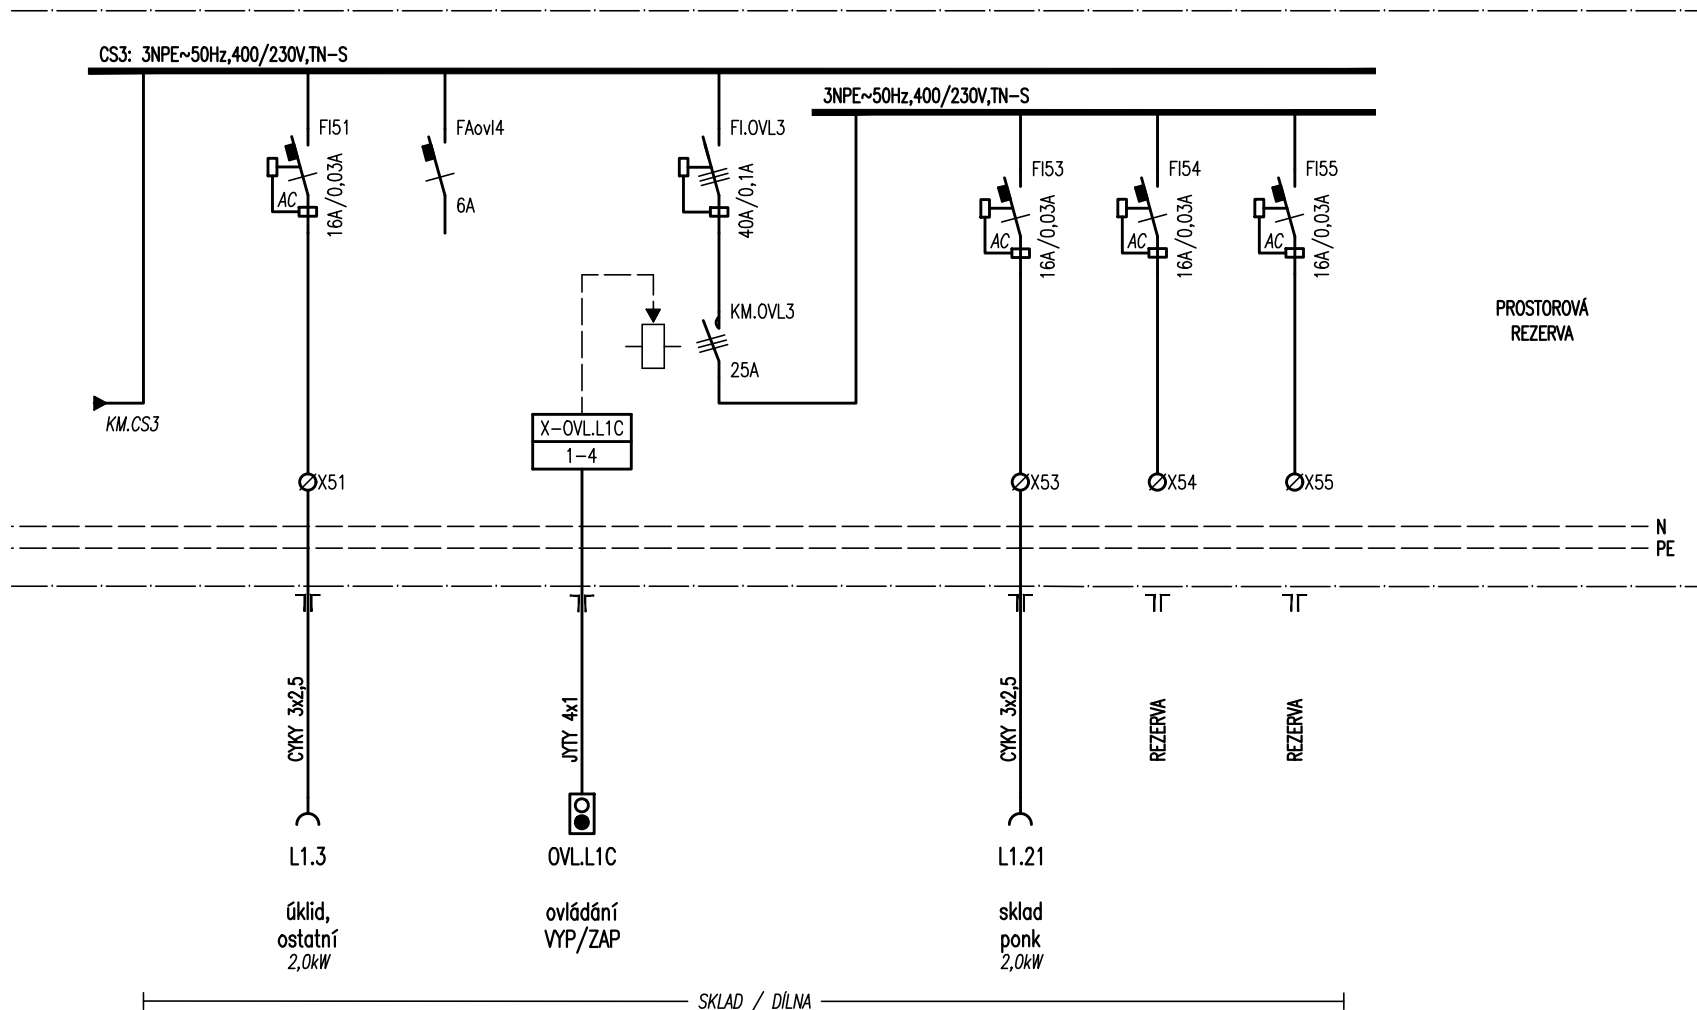 CS3: 3NPE~50Hz,400/230V,TN-S
3NPE~50Hz,400/230V,TN-S
FI51
AC
16A/0,03A
FAovl4
6A
FI.OVL3
40A/0,1A
FI53
AC
16A/0,03A
FI54
AC
16A/0,03A
FI55
AC
16A/0,03A
PROSTOROVÁ
REZERVA
KM.OVL3
25A
KM.CS3
X-OVL.L1C
1-4
X51
X53
X54
X55
N
PE
CYKY 3x2,5
JYTY 4x1
CYKY 3x2,5
REZERVA
REZERVA
L1.3
úklid,
ostatní
2,0kW
OVL.L1C
ovládání
VYP/ZAP
L1.21
sklad
ponk
2,0kW
SKLAD / DÍLNA